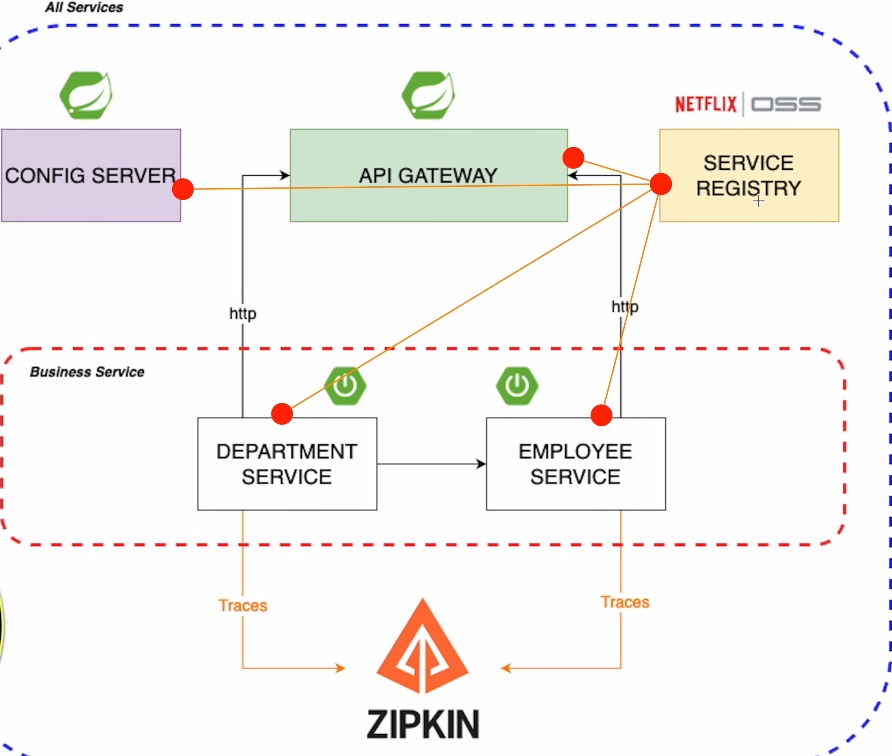 All Services
NETFLIX OSS
CONFIG SERVER
API GATEWAY
SERVICE
REGISTRY
http
http
Business Service
DEPARTMENT
SERVICE
EMPLOYEE
SERVICE
Traces
Traces
ZIPKIN